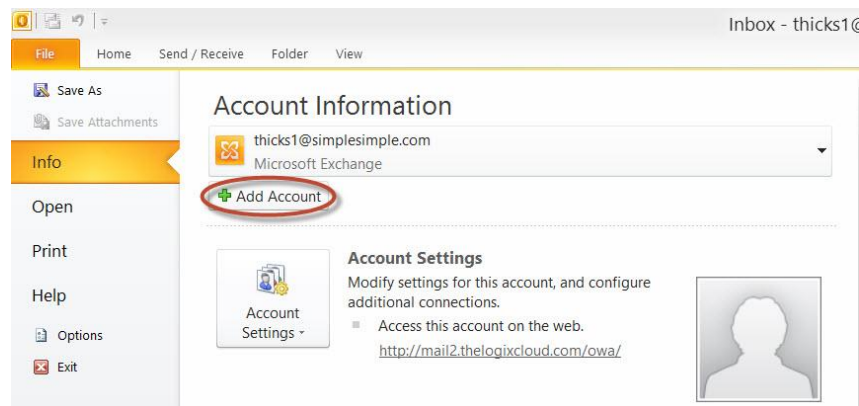 Inbox - thicks1@
File Home Send / Receive Folder View
Save As
Save Attachments
Info
Open
Print
Help
Options
Exit
Account Information
thicks1@simplesimple.com
Microsoft Exchange
Add Account
Account Settings
Account Settings
Modify settings for this account, and configure
additional connections.
Access this account on the web.
http://mail2.thelogixcloud.com/owa/